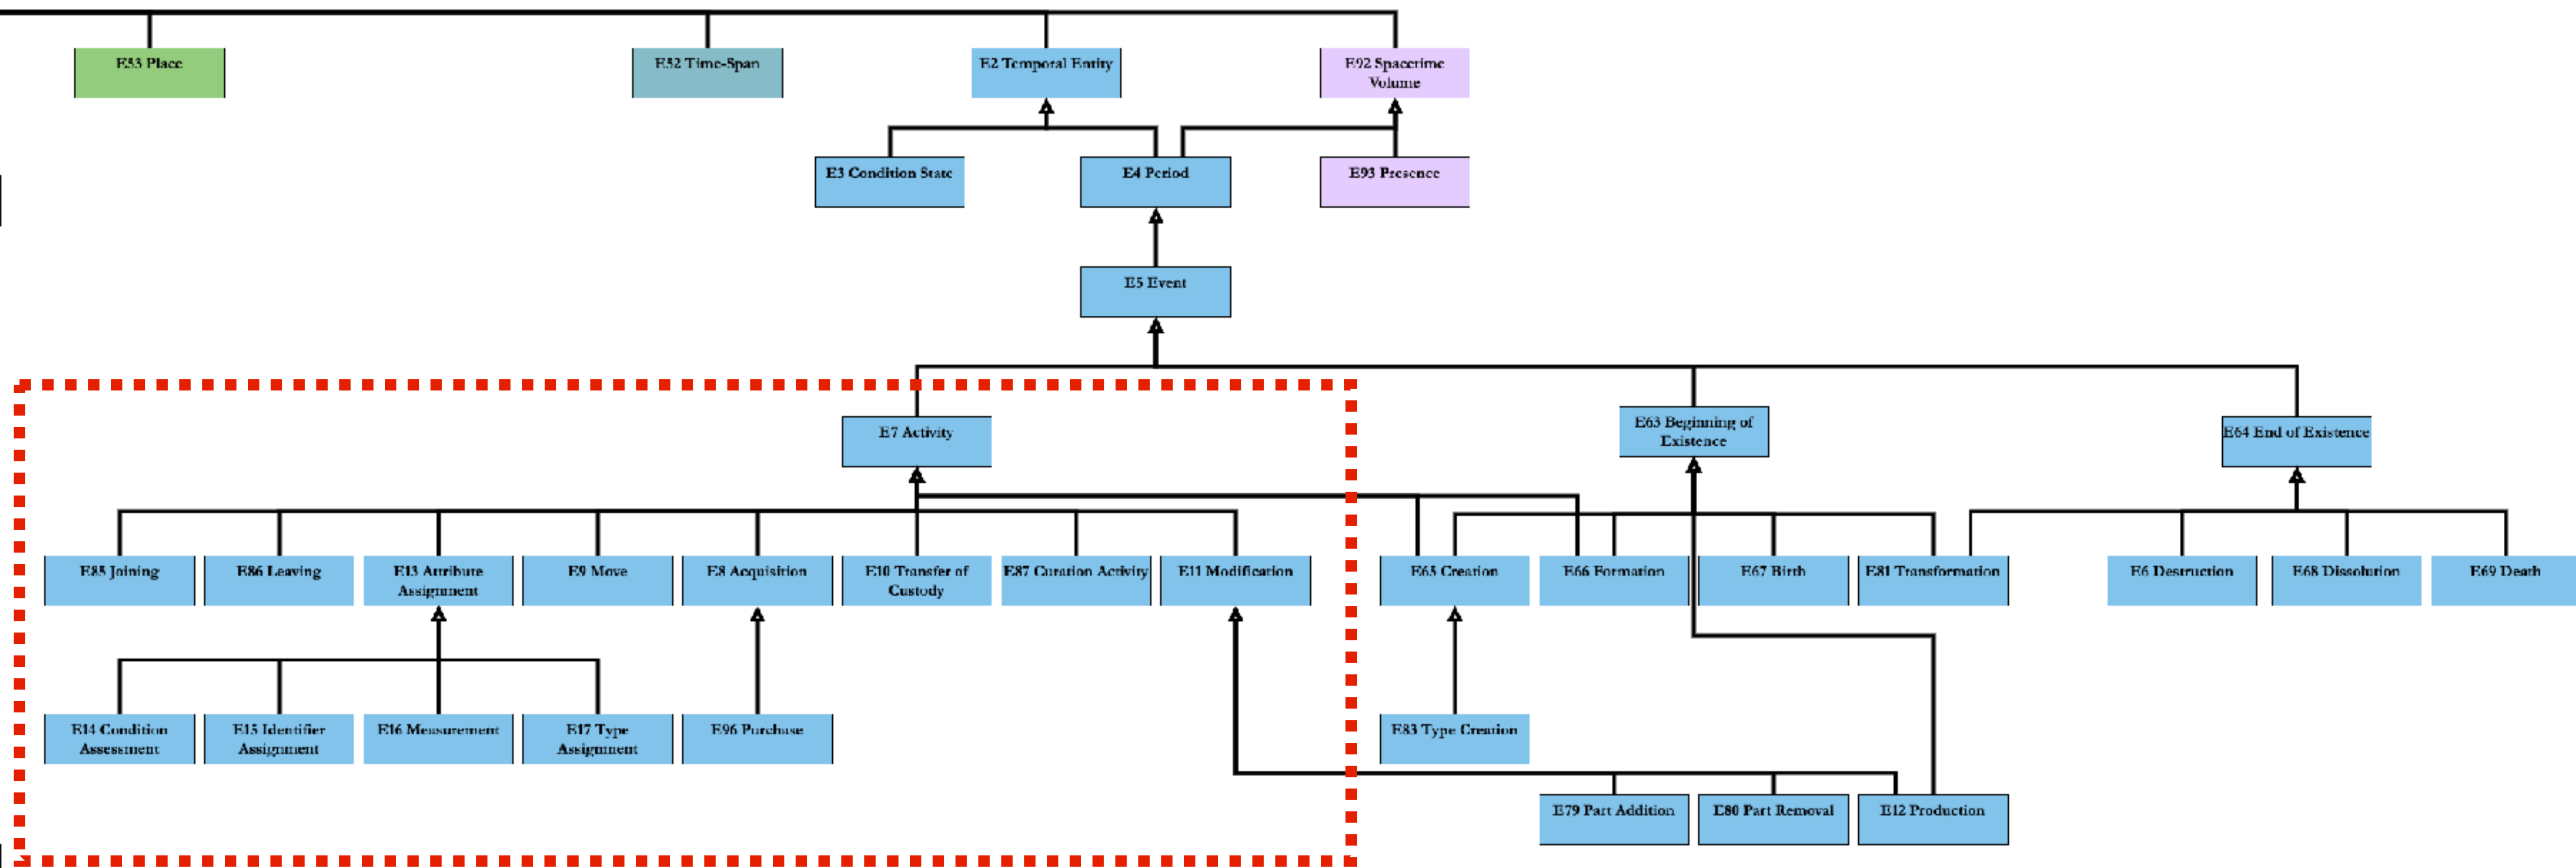 E53 Place
E52 Time-Span
E2 Temporal Entity
E92 Spacetime
Volume
E3 Condition State
E4 Period
E93 Presence
E5 Event
E7 Activity
E63 Beginning of
Existence
E64 End of Existence
E85 Joining
E86 Leaving
E13 Attribute
Assignment
E9 Move
E8 Acquisition
E10 Transfer of
Custody
E87 Curation Activity
E11 Modification
E65 Creation
E66 Formation
E67 Birth
E81 Transformation
E6 Destruction
E68 Dissolution
E69 Death
E14 Condition
Assessment
E15 Identifier
Assignment
E16 Measurement
E17 Type
Assignment
E96 Purchase
E83 Type Creation
E79 Part Addition
E80 Part Removal
E12 Production